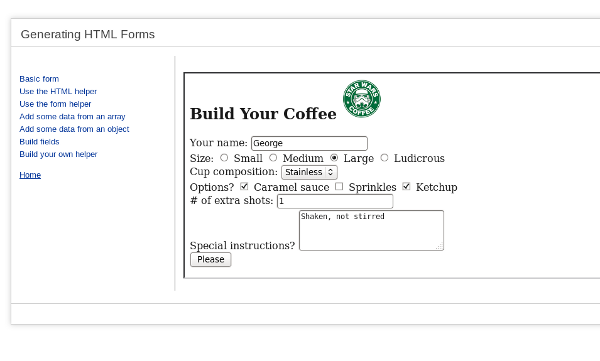 Generating HTML Forms
Basic form
Use the HTML helper
Use the form helper
Add some data from an array
Add some data from an object
Build fields
Build your own helper
Home
STAR WARS
COFFEE
Build Your Coffee
Your name: George
Size: Small Medium Large Ludicrous
Cup composition: Stainless
Options? Caramel sauce Sprinkles Ketchup
# of extra shots: 1
Shaken, not stirred
Special instructions?
Please